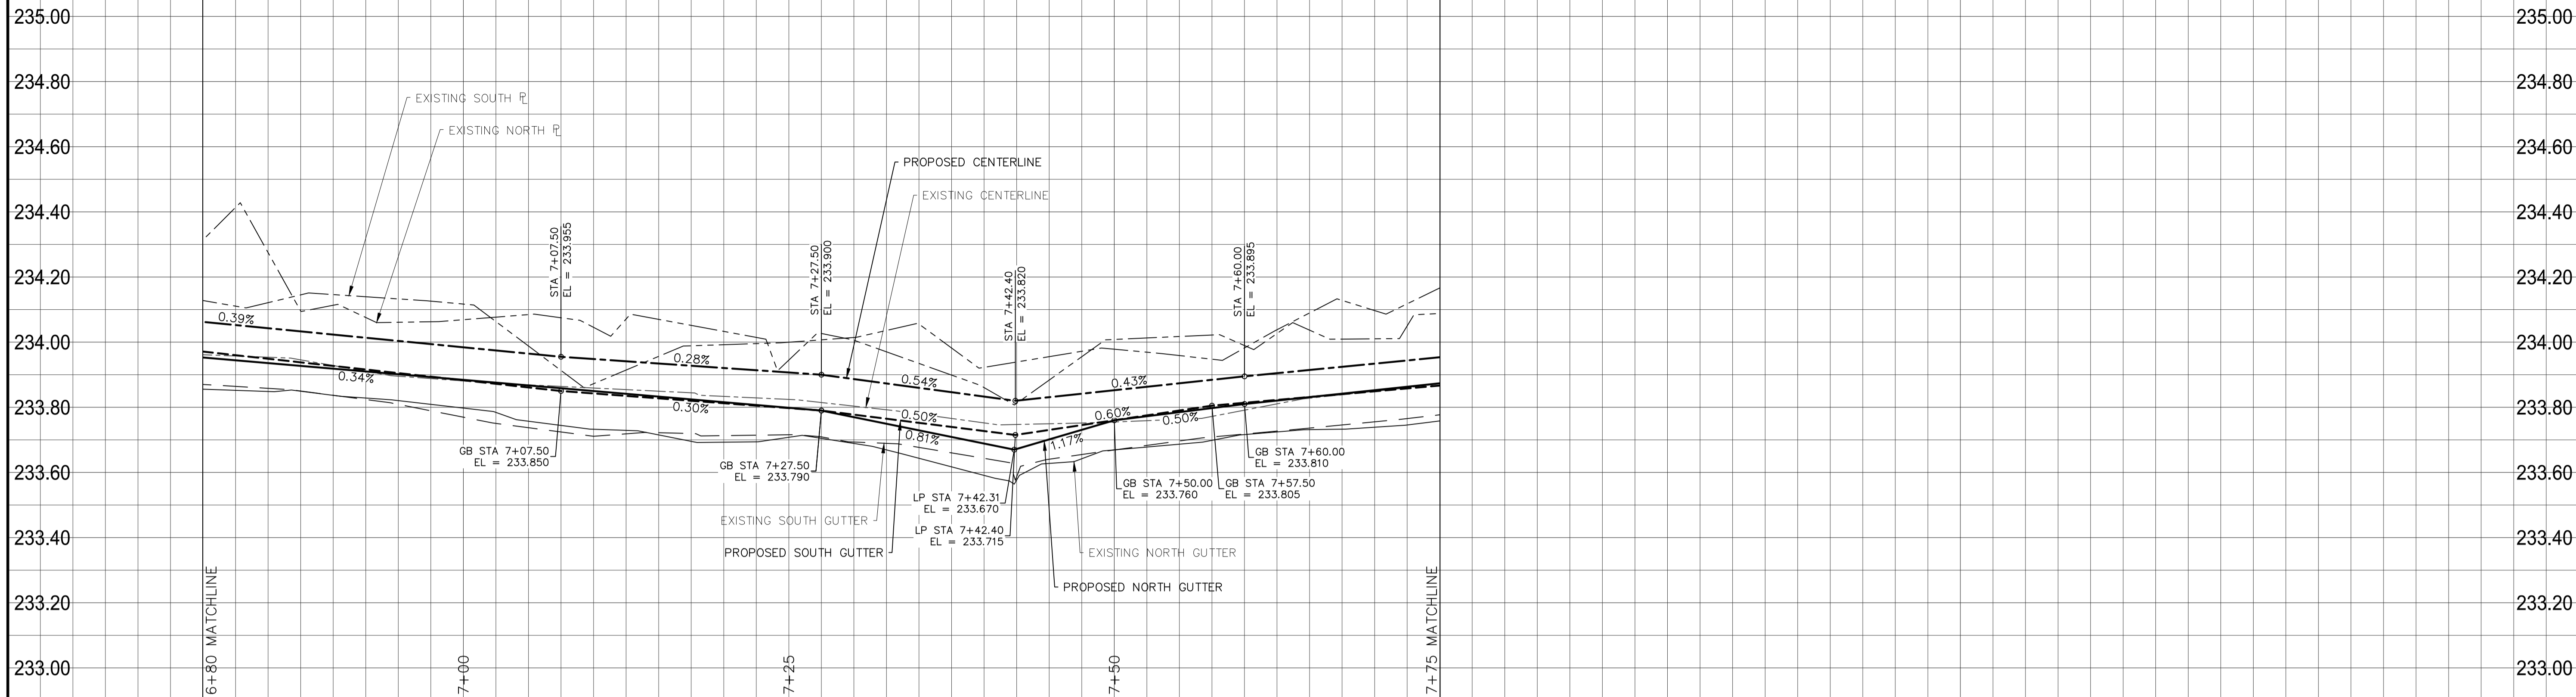 235.00
235.00
234.80
234.80
EXISTING SOUTH PL
EXISTING NORTH PL
234.60
234.60
PROPOSED CENTERLINE
EXISTING CENTERLINE
234.40
234.40
STA 7+07.50
EL = 233.955
STA 7+27.50
EL = 233.900
STA 7+42.40
EL = 233.820
STA 7+60.00
EL = 233.895
234.20
234.20
0.39%
234.00
234.00
0.28%
0.54%
0.43%
0.34%
0.30%
0.50%
0.60%
0.50%
233.80
233.80
0.81%
1.17%
GB STA 7+07.50
EL = 233.850
GB STA 7+27.50
EL = 233.790
GB STA 7+60.00
EL = 233.810
233.60
233.60
GB STA 7+50.00
EL = 233.760
GB STA 7+57.50
EL = 233.805
LP STA 7+42.31
EL = 233.670
EXISTING SOUTH GUTTER
LP STA 7+42.40
EL = 233.715
233.40
233.40
PROPOSED SOUTH GUTTER
EXISTING NORTH GUTTER
PROPOSED NORTH GUTTER
233.20
233.20
6+80 MATCHLINE
7+00
7+25
7+50
7+75 MATCHLINE
233.00
233.00